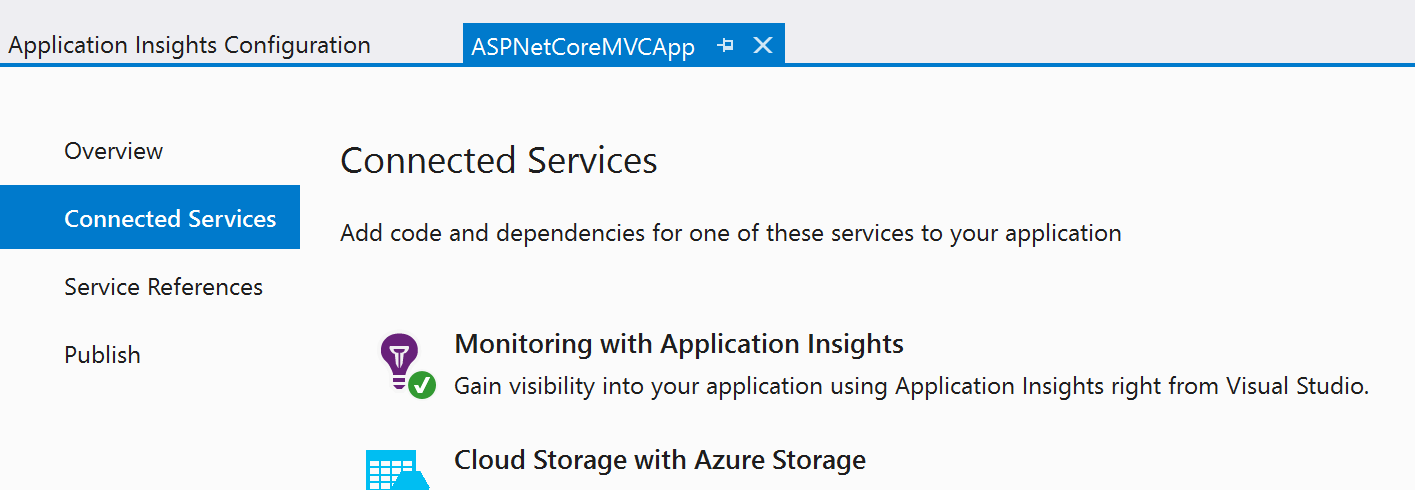 Application Insights Configuration
ASPNetCoreMVCApp
Overview
Connected Services
Service References
Publish
Connected Services
Add code and dependencies for one of these services to your application
Monitoring with Application Insights
Gain visibility into your application using Application Insights right from Visual Studio.
Cloud Storage with Azure Storage